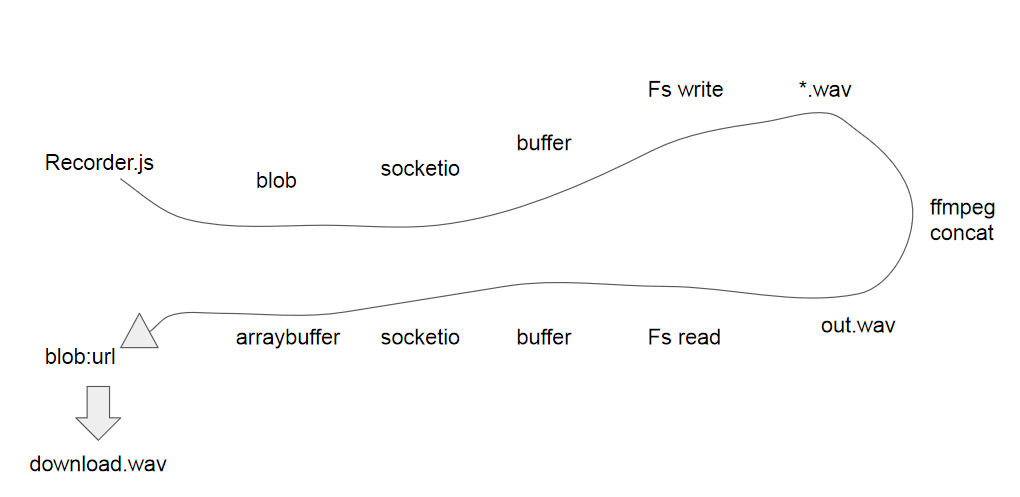 Recorder.js
blob
socketio
buffer
Fs write
*.wav
ffmpeg
concat
out.wav
Fs read
buffer
socketio
arraybuffer
blob:url
download.wav